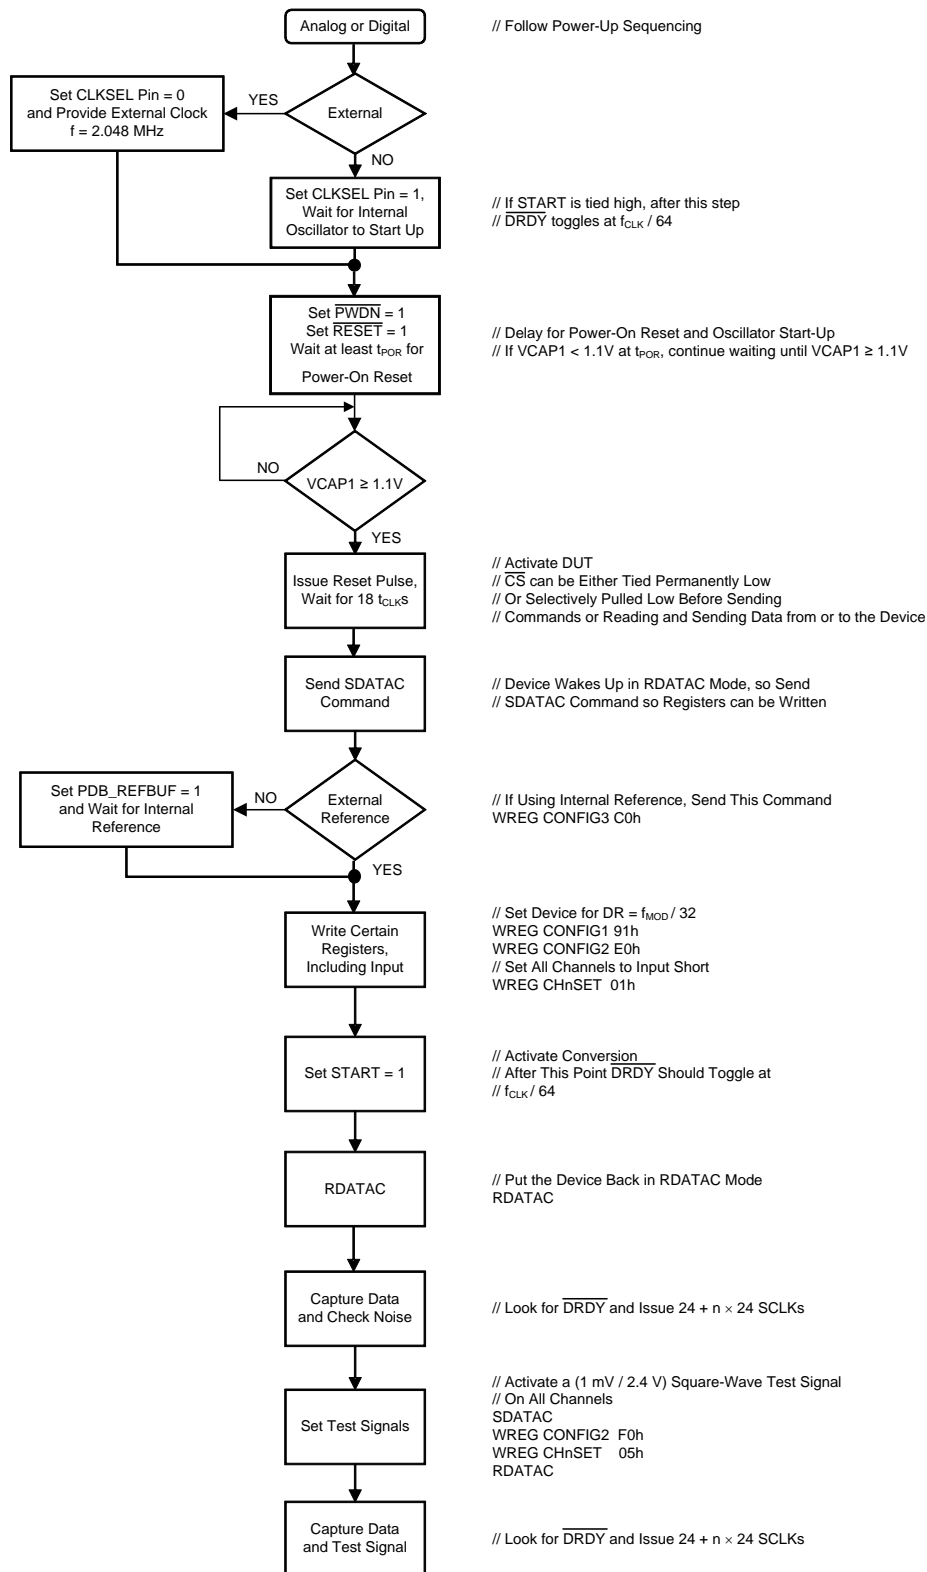 Analog or Digital
// Follow Power-Up Sequencing
Set CLKSEL Pin = 0
and Provide External Clock
f = 2.048 MHz
YES
External
NO
Set CLKSEL Pin = 1,
Wait for Internal
Oscillator to Start Up
// If START is tied high, after this step
// D̅R̅D̅Y̅ toggles at fCLK / 64
Set P̅W̅D̅N̅ = 1
Set R̅E̅S̅E̅T̅ = 1
Wait at least tPOR for
Power-On Reset
// Delay for Power-On Reset and Oscillator Start-Up
// If VCAP1 < 1.1V at tPOR, continue waiting until VCAP1 ≥ 1.1V
NO
VCAP1 ≥ 1.1V
YES
Issue Reset Pulse,
Wait for 18 tCLKs
// Activate DUT
// C̅S̅ can be Either Tied Permanently Low
// Or Selectively Pulled Low Before Sending
// Commands or Reading and Sending Data from or to the Device
Send SDATAC
Command
// Device Wakes Up in RDATAC Mode, so Send
// SDATAC Command so Registers can be Written
Set PDB_REFBUF = 1
and Wait for Internal
Reference
NO
External
Reference
YES
// If Using Internal Reference, Send This Command
WREG CONFIG3 C0h
Write Certain
Registers,
Including Input
// Set Device for DR = fMOD / 32
WREG CONFIG1 91h
WREG CONFIG2 E0h
// Set All Channels to Input Short
WREG CHnSET 01h
Set START = 1
// Activate Conversion
// After This Point D̅R̅D̅Y̅ Should Toggle at
// fCLK / 64
RDATAC
// Put the Device Back in RDATAC Mode
RDATAC
Capture Data
and Check Noise
// Look for D̅R̅D̅Y̅ and Issue 24 + n × 24 SCLKs
Set Test Signals
// Activate a (1 mV / 2.4 V) Square-Wave Test Signal
// On All Channels
SDATAC
WREG CONFIG2 F0h
WREG CHnSET 05h
RDATAC
Capture Data
and Test Signal
// Look for D̅R̅D̅Y̅ and Issue 24 + n × 24 SCLKs